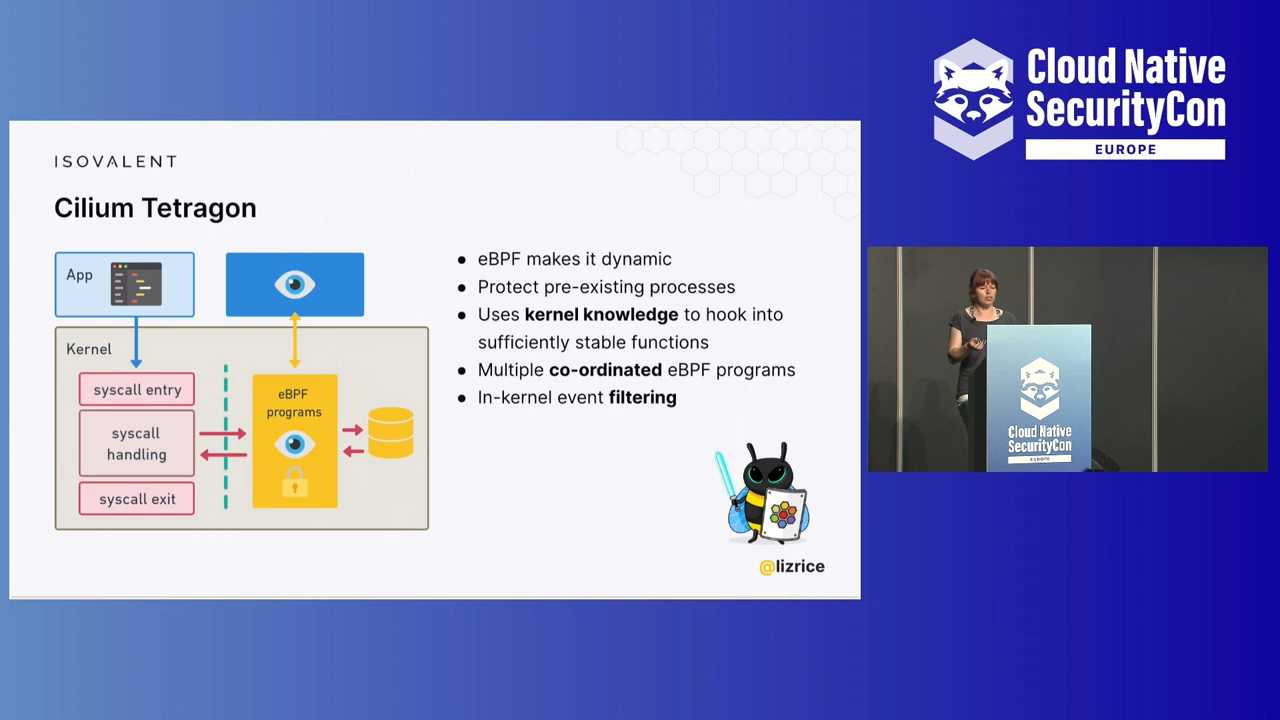 Cloud Native
SecurityCon
EUROPE
ISOVALENT
Cilium Tetragon
App
Kernel
syscall entry
syscall
handling
syscall exit
eBPF
programs
● eBPF makes it dynamic
● Protect pre-existing processes
● Uses kernel knowledge to hook into
sufficiently stable functions
● Multiple co-ordinated eBPF programs
● In-kernel event filtering
@lizrice
Cloud Native
SecurityCon
EUROPE